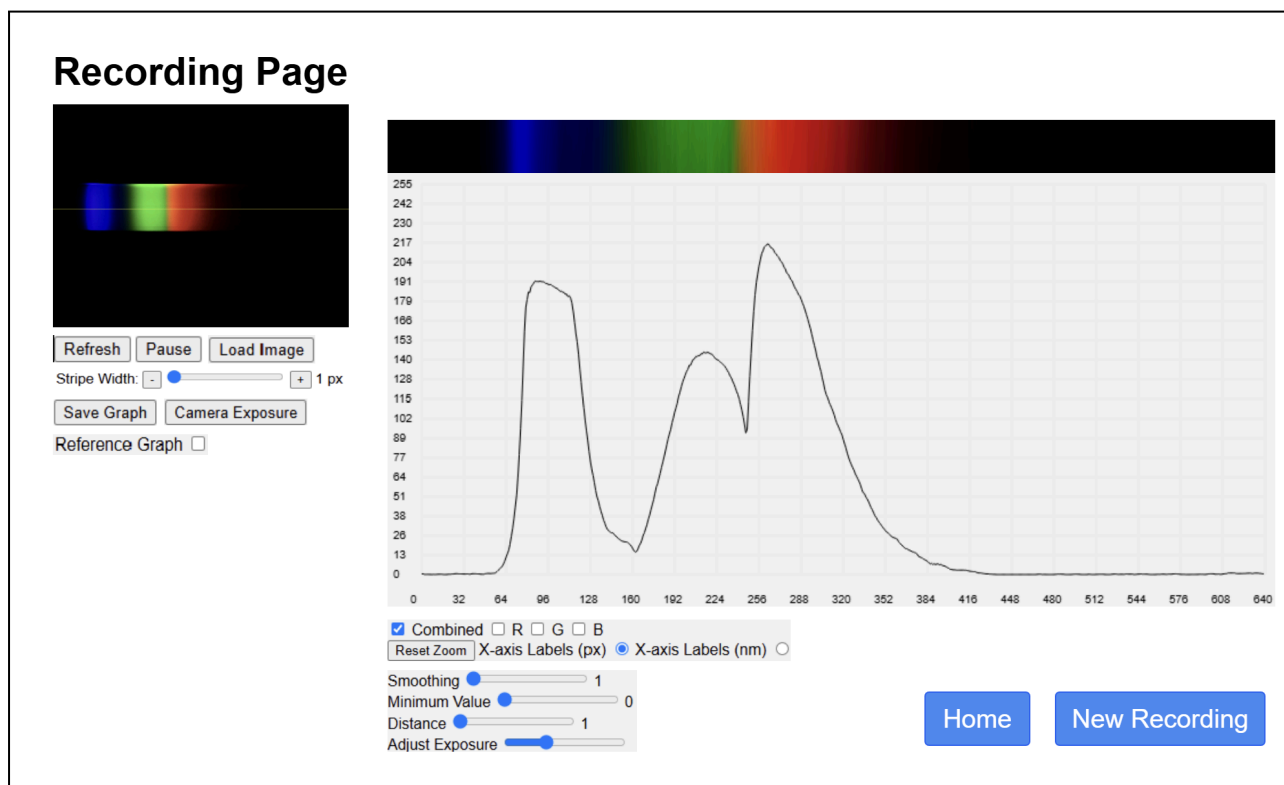 Recording Page
Refresh Pause Load Image
Stripe Width: - + 1 px
Save Graph Camera Exposure
Reference Graph
255
242
230
217
204
191
179
166
153
140
128
115
102
89
77
64
51
38
26
13
0
0 32 64 96 128 160 192 224 256 288 320 352 384 416 448 480 512 544 576 608 640
Combined R G B
Reset Zoom X-axis Labels (px) X-axis Labels (nm)
Smoothing 1
Minimum Value 0
Distance 1
Adjust Exposure
Home New Recording